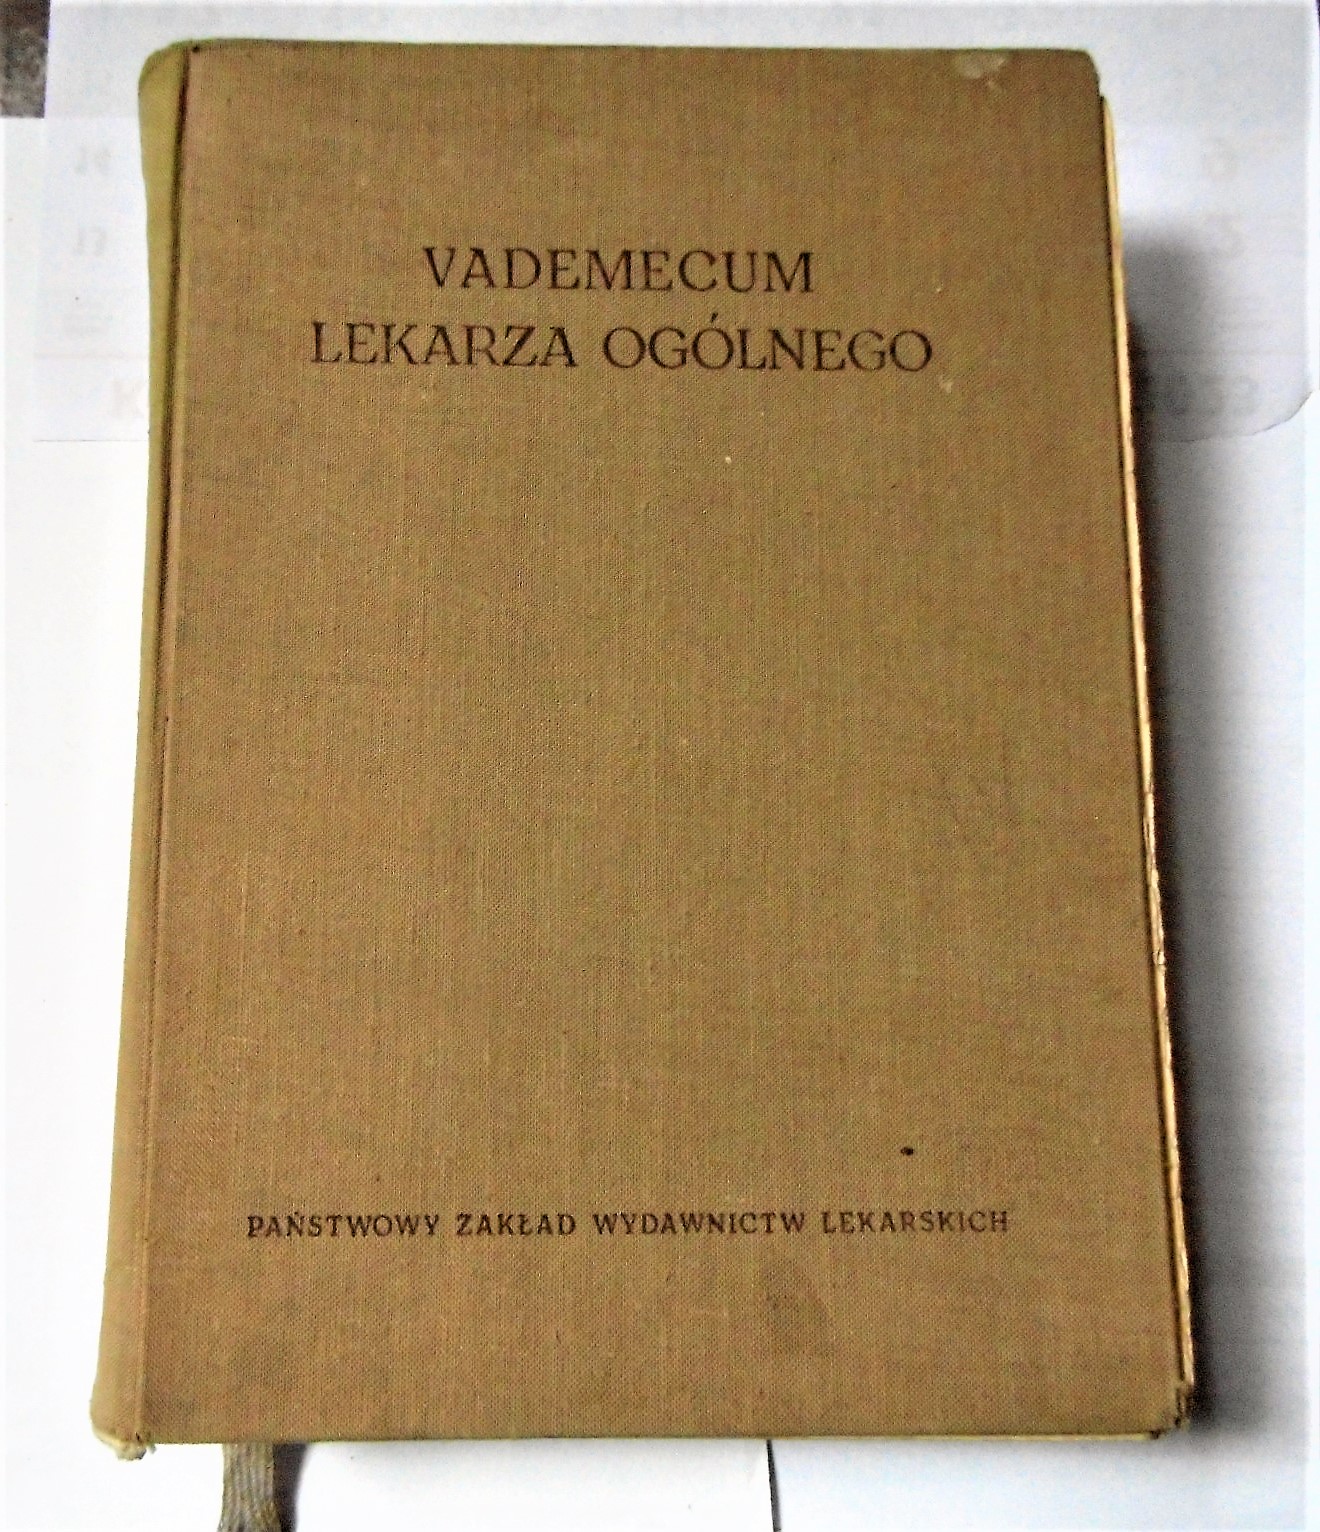 VADEMECUM
LEKARZA OGÓLNEGO
PAŃSTWOWY ZAKŁAD WYDAWNICTW LEKARSKICH